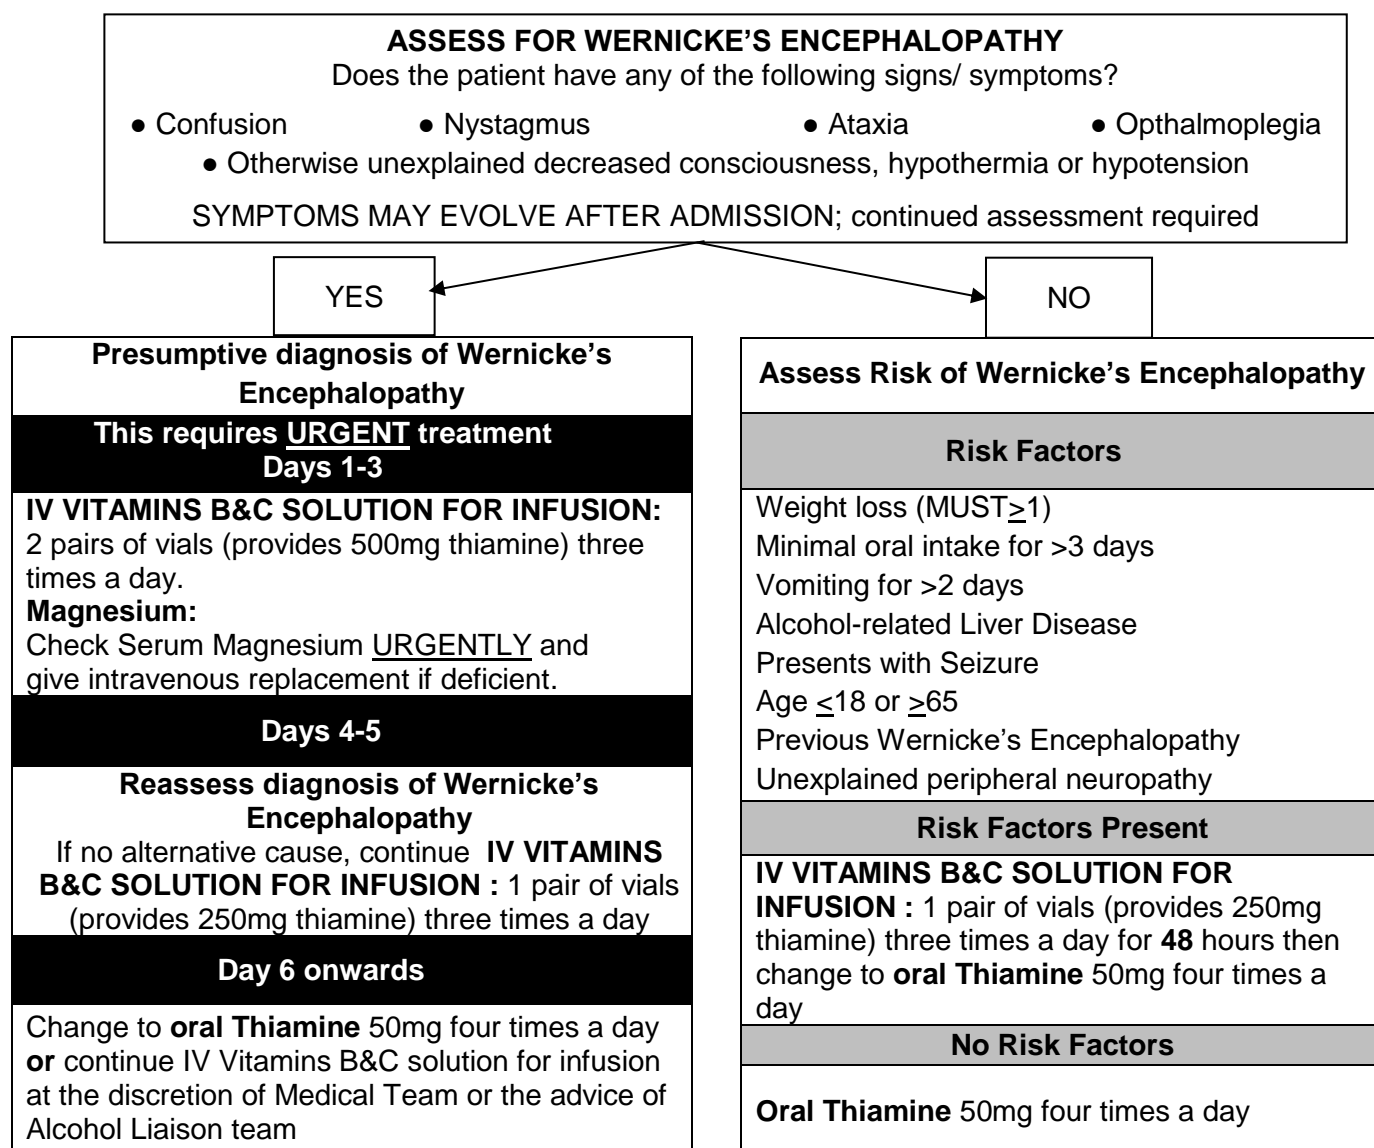 ASSESS FOR WERNICKE’S ENCEPHALOPATHY
Does the patient have any of the following signs/ symptoms?
● Confusion ● Nystagmus ● Ataxia ● Opthalmoplegia
● Otherwise unexplained decreased consciousness, hypothermia or hypotension
SYMPTOMS MAY EVOLVE AFTER ADMISSION; continued assessment required
YES
Presumptive diagnosis of Wernicke’s
Encephalopathy
This requires URGENT treatment
Days 1-3
IV VITAMINS B&C SOLUTION FOR INFUSION:
2 pairs of vials (provides 500mg thiamine) three
times a day.
Magnesium:
Check Serum Magnesium URGENTLY and
give intravenous replacement if deficient.
Days 4-5
Reassess diagnosis of Wernicke’s
Encephalopathy
If no alternative cause, continue IV VITAMINS
B&C SOLUTION FOR INFUSION : 1 pair of vials
(provides 250mg thiamine) three times a day
Day 6 onwards
Change to oral Thiamine 50mg four times a day
or continue IV Vitamins B&C solution for infusion
at the discretion of Medical Team or the advice of
Alcohol Liaison team
NO
Assess Risk of Wernicke’s Encephalopathy
Risk Factors
Weight loss (MUST≥1)
Minimal oral intake for >3 days
Vomiting for >2 days
Alcohol-related Liver Disease
Presents with Seizure
Age ≤18 or ≥65
Previous Wernicke’s Encephalopathy
Unexplained peripheral neuropathy
Risk Factors Present
IV VITAMINS B&C SOLUTION FOR
INFUSION : 1 pair of vials (provides 250mg
thiamine) three times a day for 48 hours then
change to oral Thiamine 50mg four times a
day
No Risk Factors
Oral Thiamine 50mg four times a day